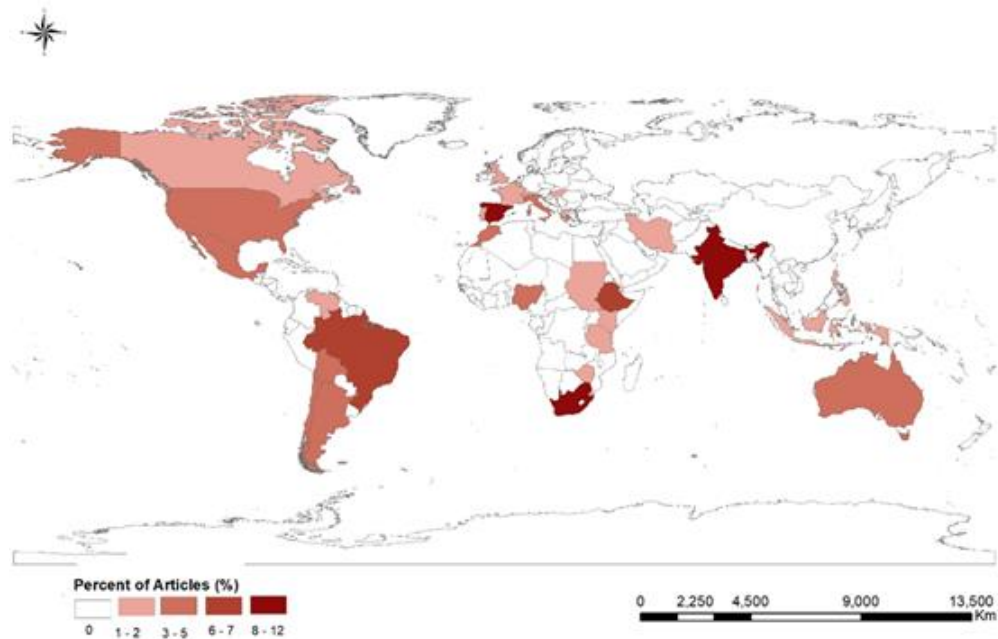 Percent of Articles (%)
0 1 - 2 3 - 5 6 - 7 8 - 12
0 2,250 4,500 9,000 13,500
Km